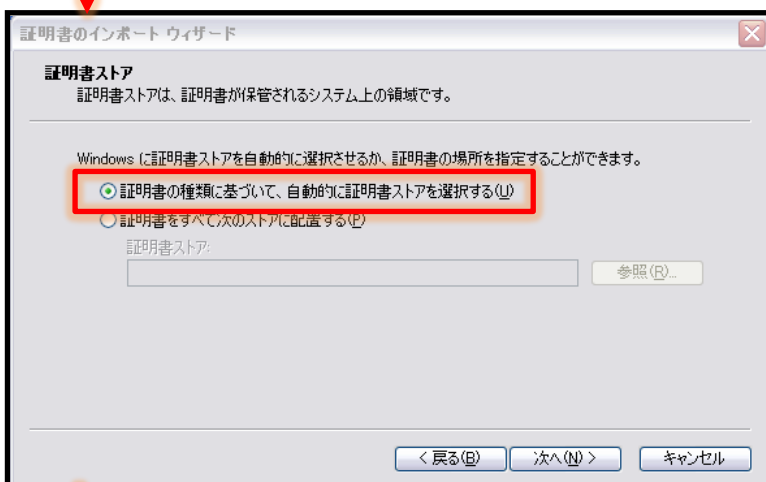 証明書のインポート ウィザード
証明書ストア
証明書ストアは、証明書が保管されるシステム上の領域です。
Windows に証明書ストアを自動的に選択させるか、証明書の場所を指定することができます。
証明書の種類に基づいて、自動的に証明書ストアを選択する(U)
証明書をすべて次のストアに配置する(P)
証明書ストア:
参照(R)...
< 戻る(B)
次へ(N) >
キャンセル